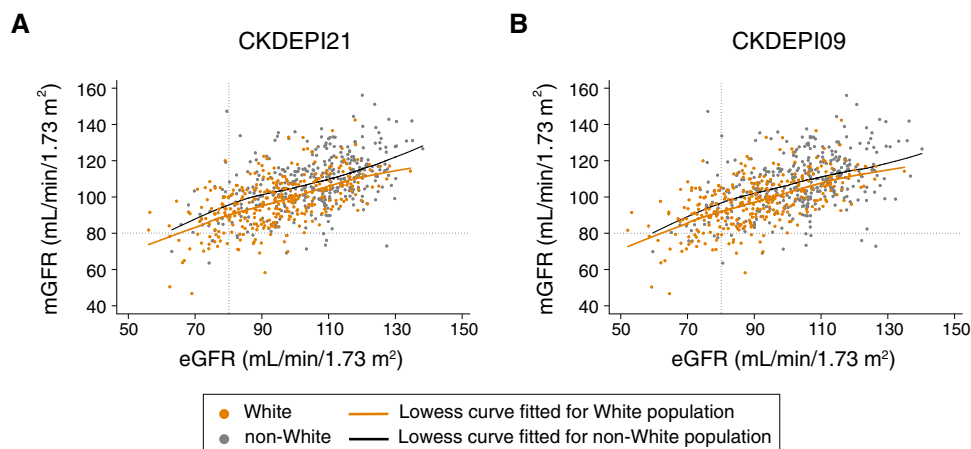 A
CKDEPI21
mGFR (mL/min/1.73 m²)
160
140
120
100
80
60
40
50 70 90 110 130 150
eGFR (mL/min/1.73 m²)
B
CKDEPI09
mGFR (mL/min/1.73 m²)
160
140
120
100
80
60
40
50 70 90 110 130 150
eGFR (mL/min/1.73 m²)
White Lowess curve fitted for White population
non-White Lowess curve fitted for non-White population